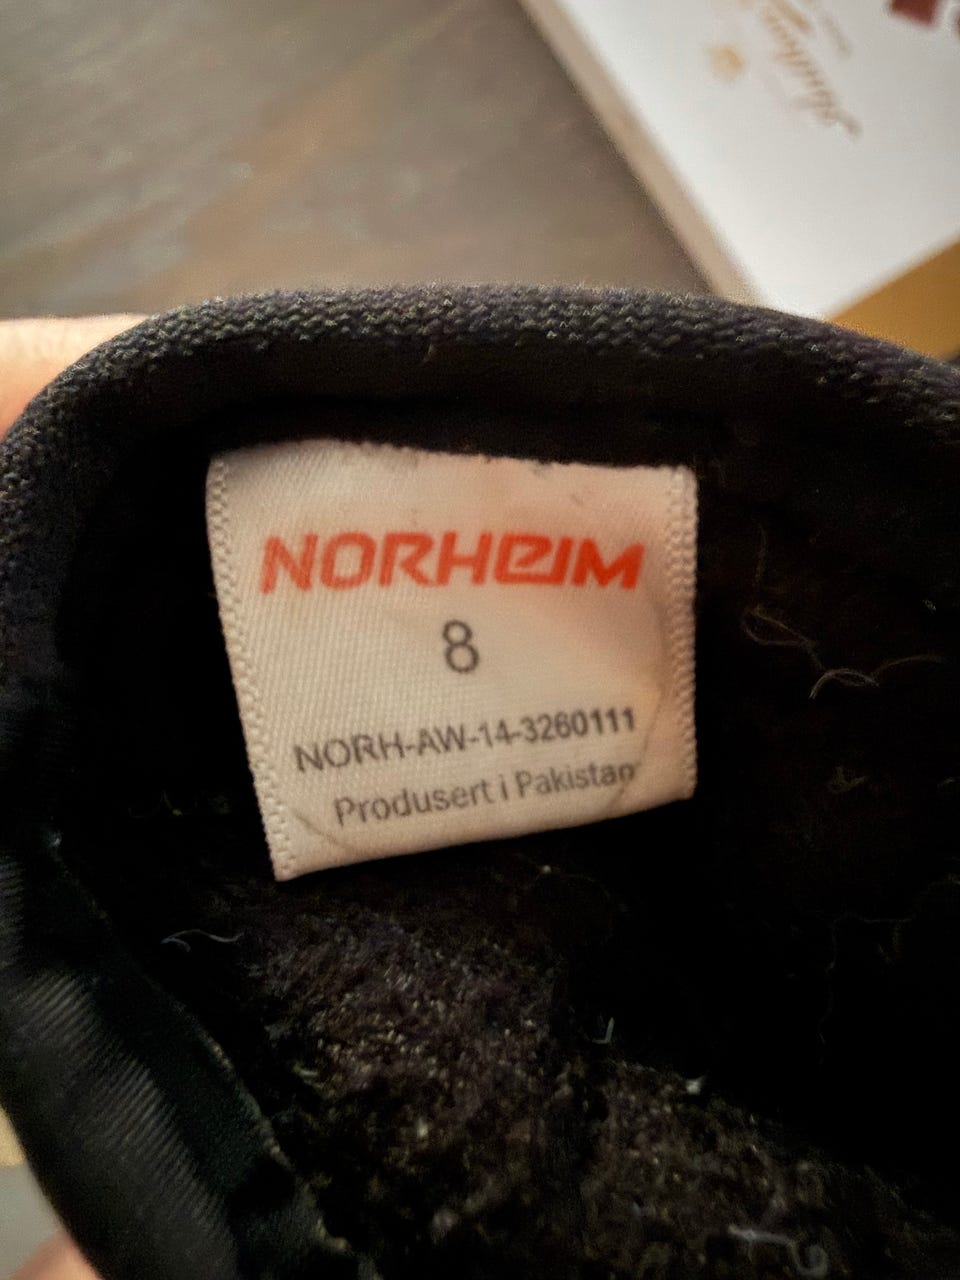 NORHEIM
8
NORH-AW-14-3260111
Produsert i Pakistan